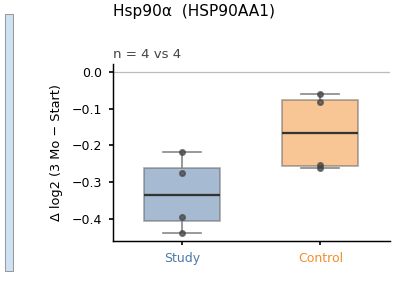 Hsp90α (HSP90AA1)
n = 4 vs 4
0.0
−0.1
−0.2
−0.3
−0.4
Δ log2 (3 Mo − Start)
Study
Control